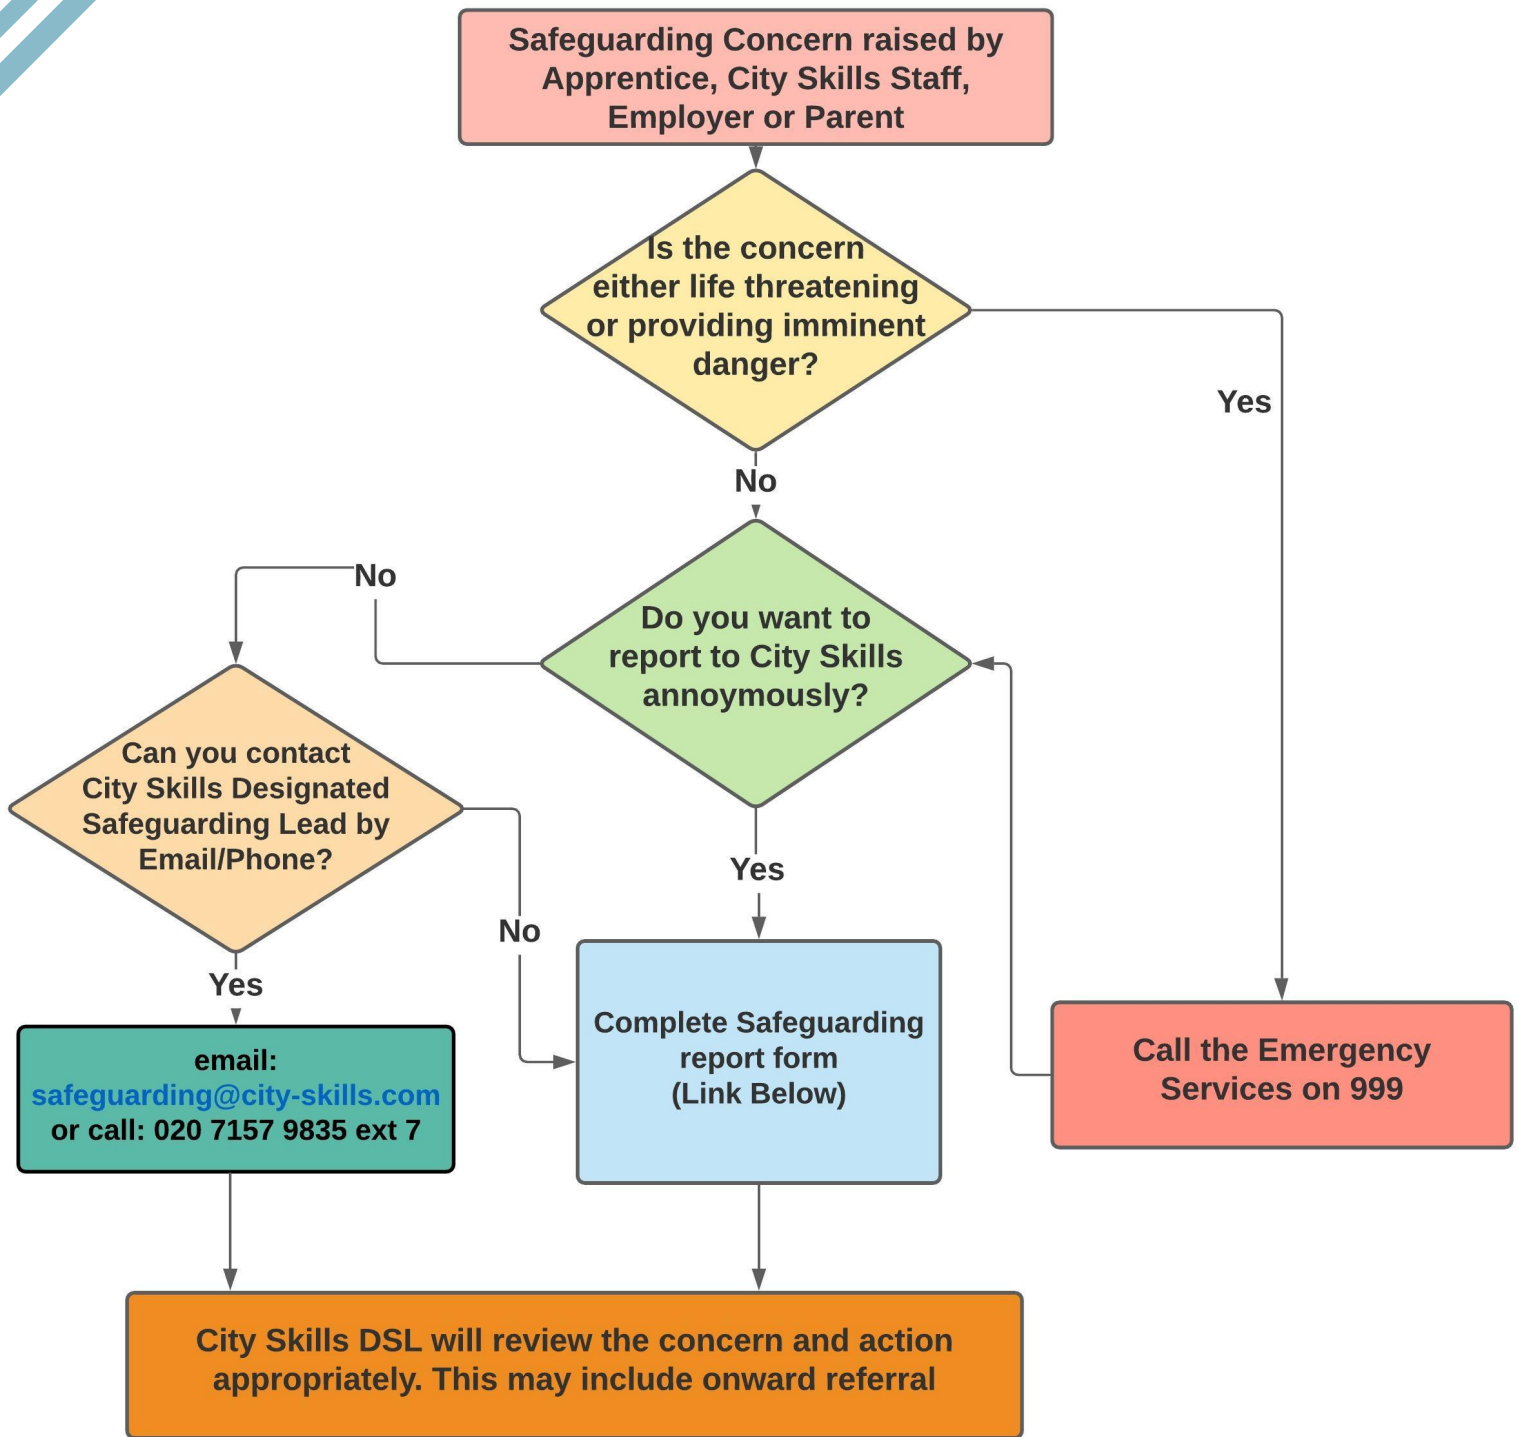 Safeguarding Concern raised by
Apprentice, City Skills Staff,
Employer or Parent
Is the concern
either life threatening
or providing imminent
danger?
Yes
No
No
Do you want to
report to City Skills
annoymously?
Can you contact
City Skills Designated
Safeguarding Lead by
Email/Phone?
Yes
No
Yes
email:
safeguarding@city-skills.com
or call: 020 7157 9835 ext 7
Complete Safeguarding
report form
(Link Below)
Call the Emergency
Services on 999
City Skills DSL will review the concern and action
appropriately. This may include onward referral